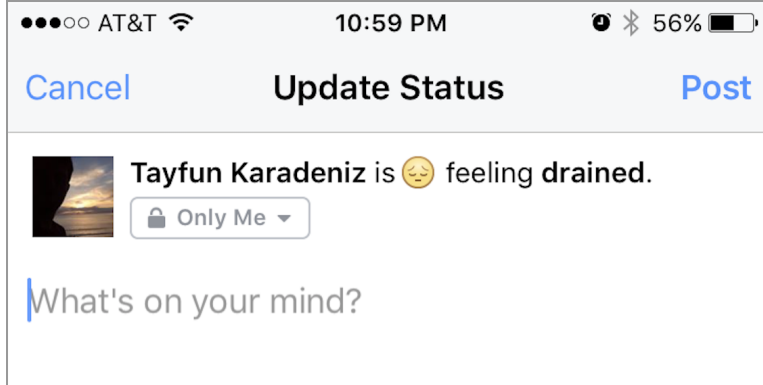 AT&T 10:59 PM 56%
Cancel Update Status Post
Tayfun Karadeniz is feeling drained.
Only Me
What's on your mind?